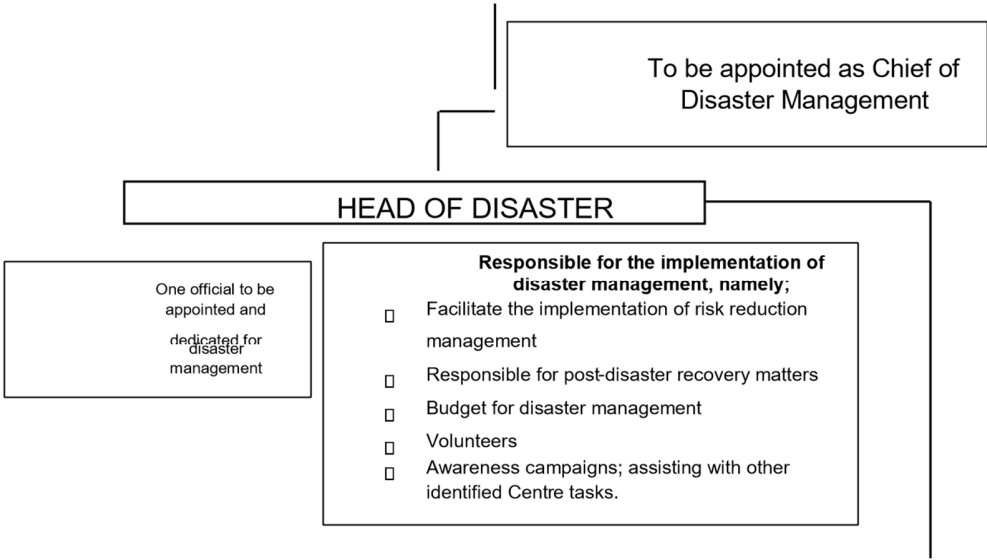 To be appointed as Chief of
Disaster Management
HEAD OF DISASTER
One official to be
appointed and
dedicated for
disaster
management
Responsible for the implementation of
disaster management, namely;
Facilitate the implementation of risk reduction
management
Responsible for post-disaster recovery matters
Budget for disaster management
Volunteers
Awareness campaigns; assisting with other
identified Centre tasks.